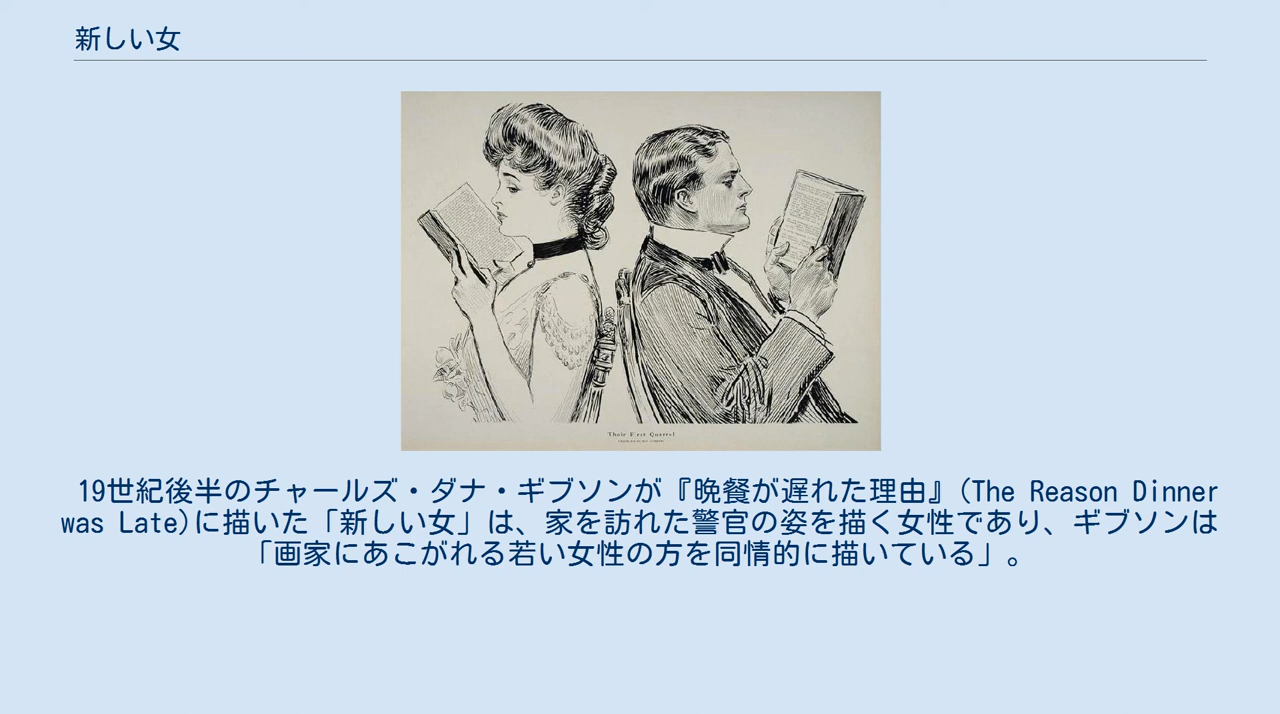 新しい女
Their First Quarrel
19世紀後半のチャールズ・ダナ・ギブソンが『晩餐が遅れた理由』(The Reason Dinner
was Late)に描いた「新しい女」は、家を訪れた警官の姿を描く女性であり、ギブソンは
「画家にあこがれる若い女性の方を同情的に描いている」。